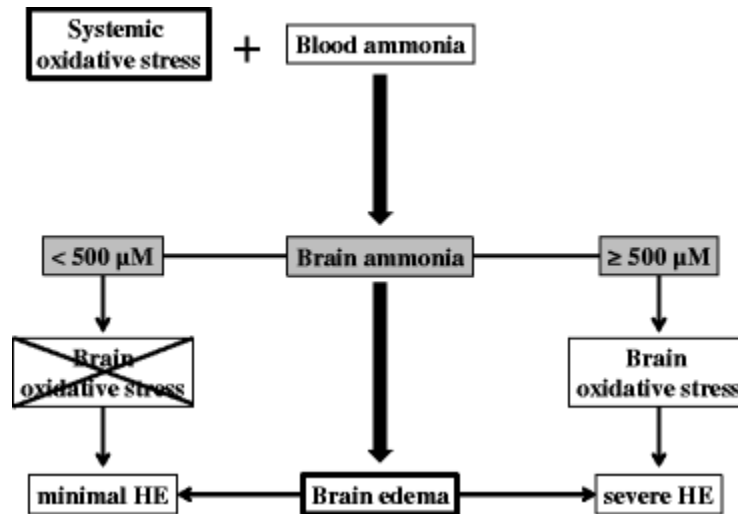 Systemic
oxidative stress
+
Blood ammonia
< 500 µM
Brain ammonia
≥ 500 µM
Brain
oxidative stress
Brain
oxidative stress
minimal HE
Brain edema
severe HE